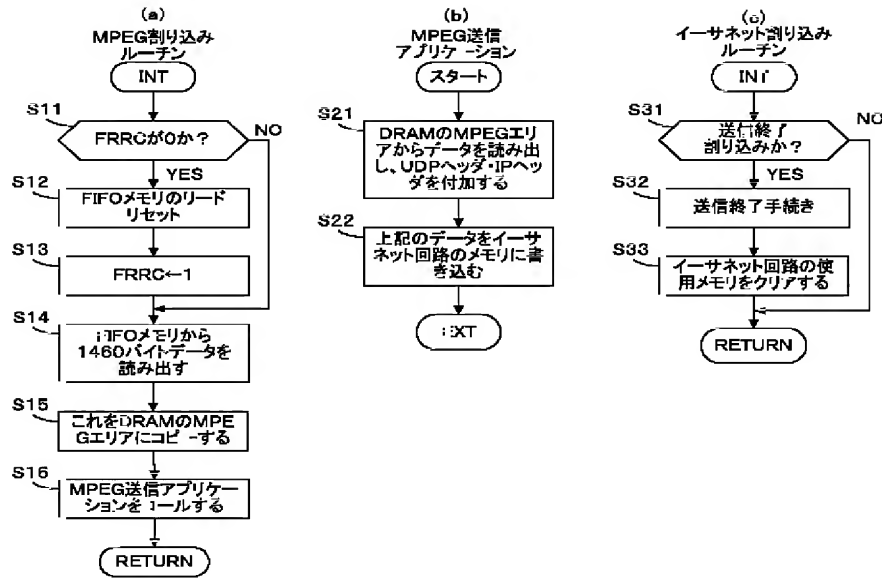 (a)
MPEG割り込み
ルーチン
INT
S11
FRRCが0か？
NO
YES
S12
FIFOメモリのリード
リセット
S13
FRRC←1
S14
FIFOメモリから
1460バイトデータを
読み出す
S15
これをDRAMのMPE
Gエリアにコピーする
S16
MPEG送信アプリケー
ションをコールする
RETURN
(b)
MPEG送信
アプリケーション
スタート
S21
DRAMのMPEGエリ
アからデータを読み出
し、UDPヘッダ・IPヘッ
ダを付加する
S22
上記のデータをイーサ
ネット回路のメモリに書
き込む
EXT
(c)
イーサネット割り込み
ルーチン
INT
S31
送信終了
割り込みか？
NO
YES
S32
送信終了手続き
S33
イーサネット回路の使
用メモリをクリアする
RETURN